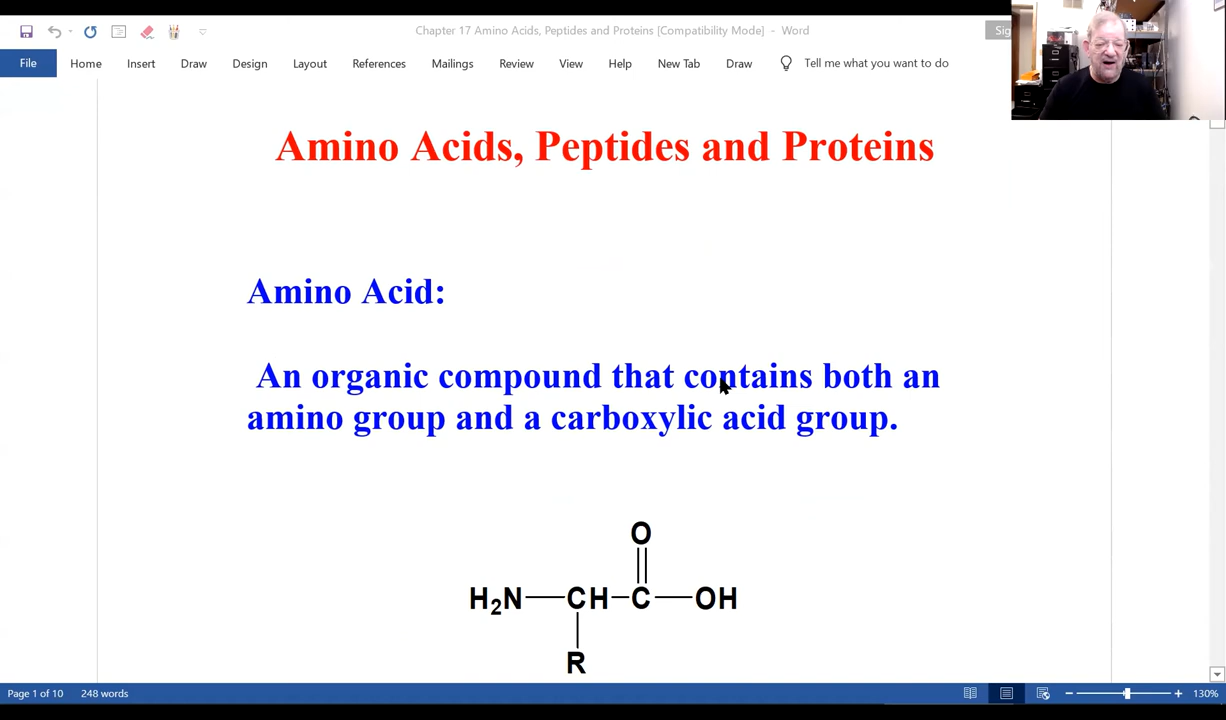 Chapter 17 Amino Acids, Peptides and Proteins [Compatibility Mode] - Word
File Home Insert Draw Design Layout References Mailings Review View Help New Tab Draw Tell me what you want to do
Amino Acids, Peptides and Proteins
Amino Acid:
An organic compound that contains both an
amino group and a carboxylic acid group.
O
H₂N CH C OH
R
Page 1 of 10 248 words 130%